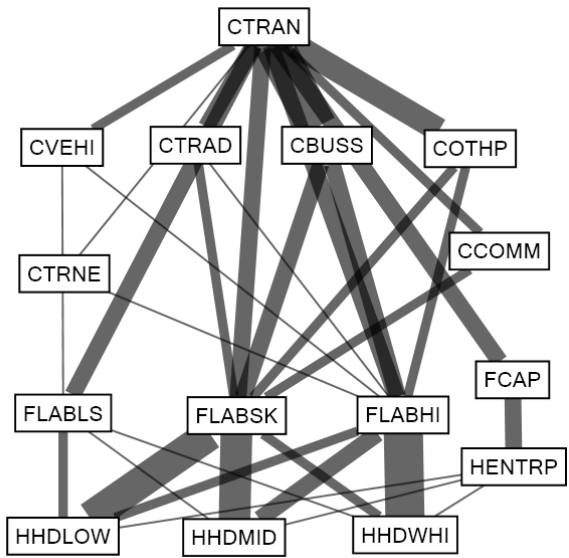 CTRAN
CVEHI
CTRAD
CBUSS
COTHP
CCOMM
CTRNE
FCAP
FLABLS
FLABSK
FLABHI
HENTRP
HHDLOW
HHDMID
HHDWHI